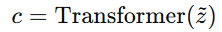 c = Transformer(z̃)